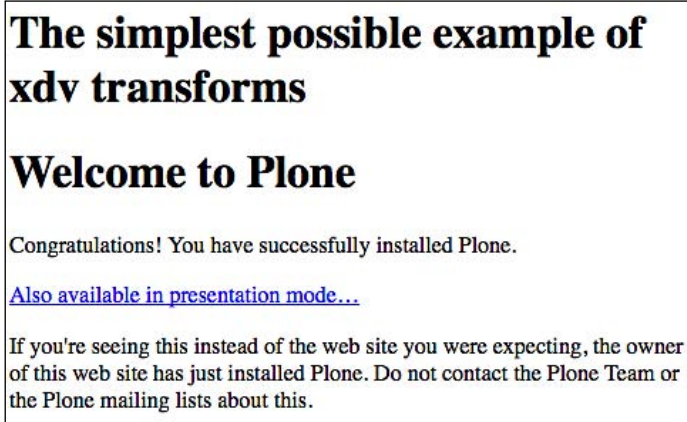 The simplest possible example of
xdv transforms
Welcome to Plone
Congratulations! You have successfully installed Plone.
Also available in presentation mode…
If you're seeing this instead of the web site you were expecting, the owner
of this web site has just installed Plone. Do not contact the Plone Team or
the Plone mailing lists about this.